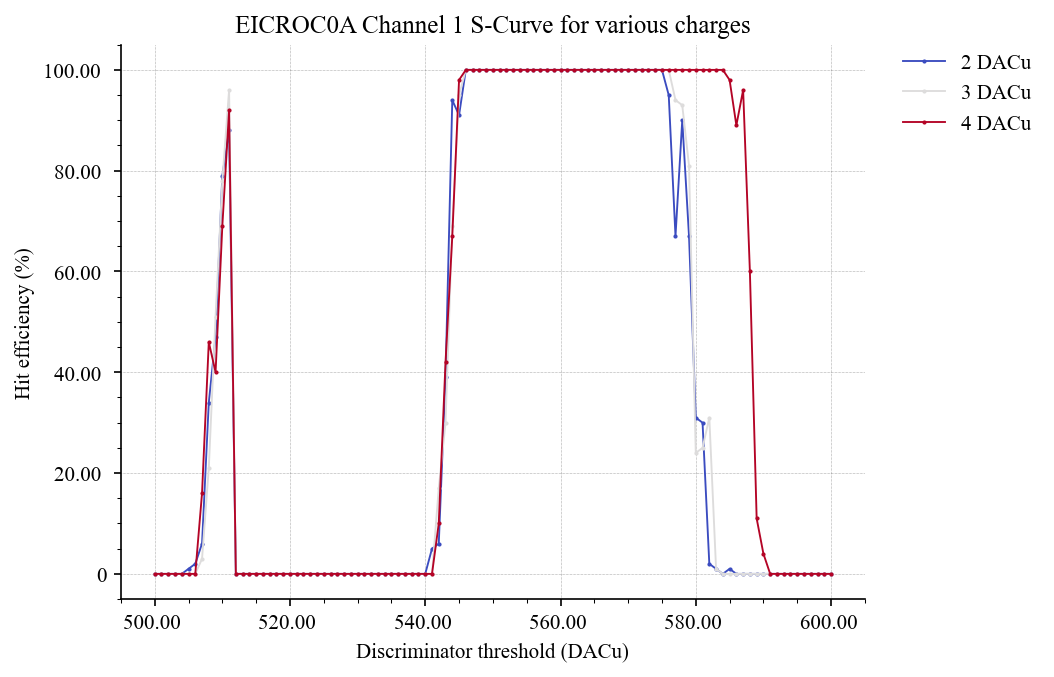 EICROC0A Channel 1 S-Curve for various charges
2 DACu
3 DACu
4 DACu
Hit efficiency (%)
100.00
80.00
60.00
40.00
20.00
0
500.00 520.00 540.00 560.00 580.00 600.00
Discriminator threshold (DACu)